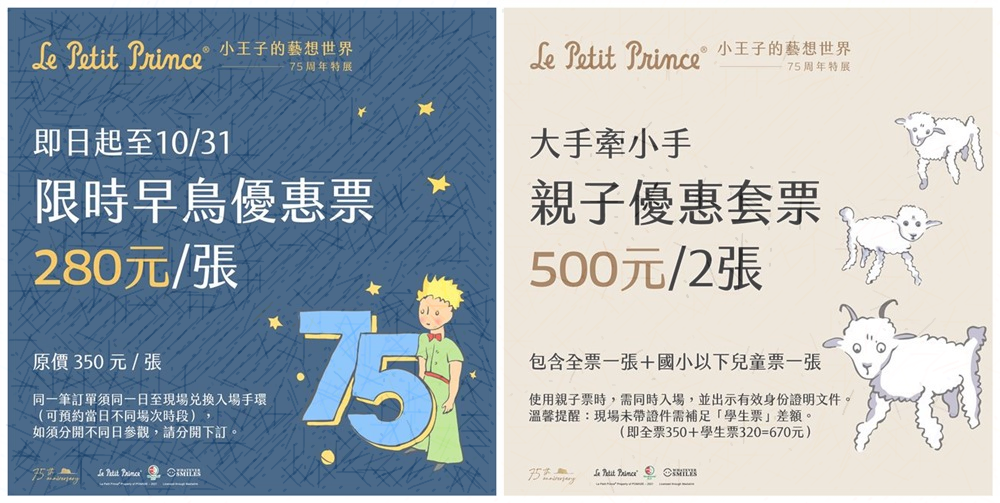 Le Petit Prince® 小王子的藝想世界
75周年特展
即日起至10/31
限時早鳥優惠票
280元/張
75
原價 350 元 / 張
同一筆訂單須同一日至現場兌換入場手環
（可預約當日不同場次時段），
如須分開不同日參觀，請分開下訂。
75th anniversary
Le Petit Prince
SMILES
Le Petit Prince® 小王子的藝想世界
75周年特展
大手牽小手
親子優惠套票
500元/2張
包含全票一張＋國小以下兒童票一張
使用親子票時，需同時入場，並出示有效身份證明文件。
溫馨提醒：現場未帶證件需補足「學生票」差額。
（即全票350＋學生票320=670元）
75th anniversary
Le Petit Prince
SMILES